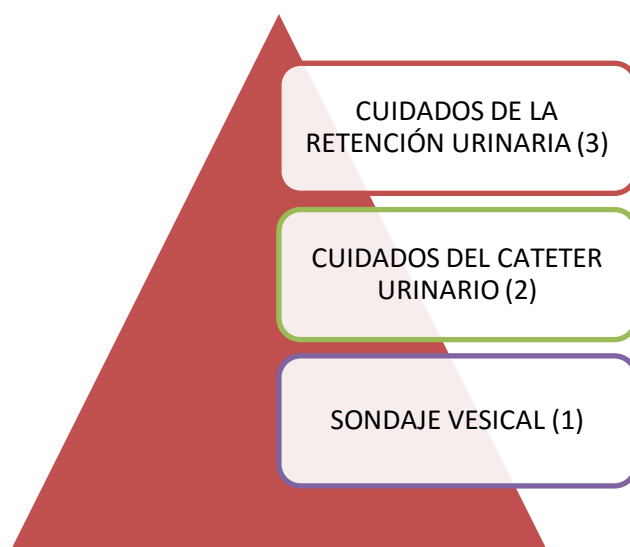 CUIDADOS DE LA
RETENCIÓN URINARIA (3)
CUIDADOS DEL CATETER
URINARIO (2)
SONDAJE VESICAL (1)